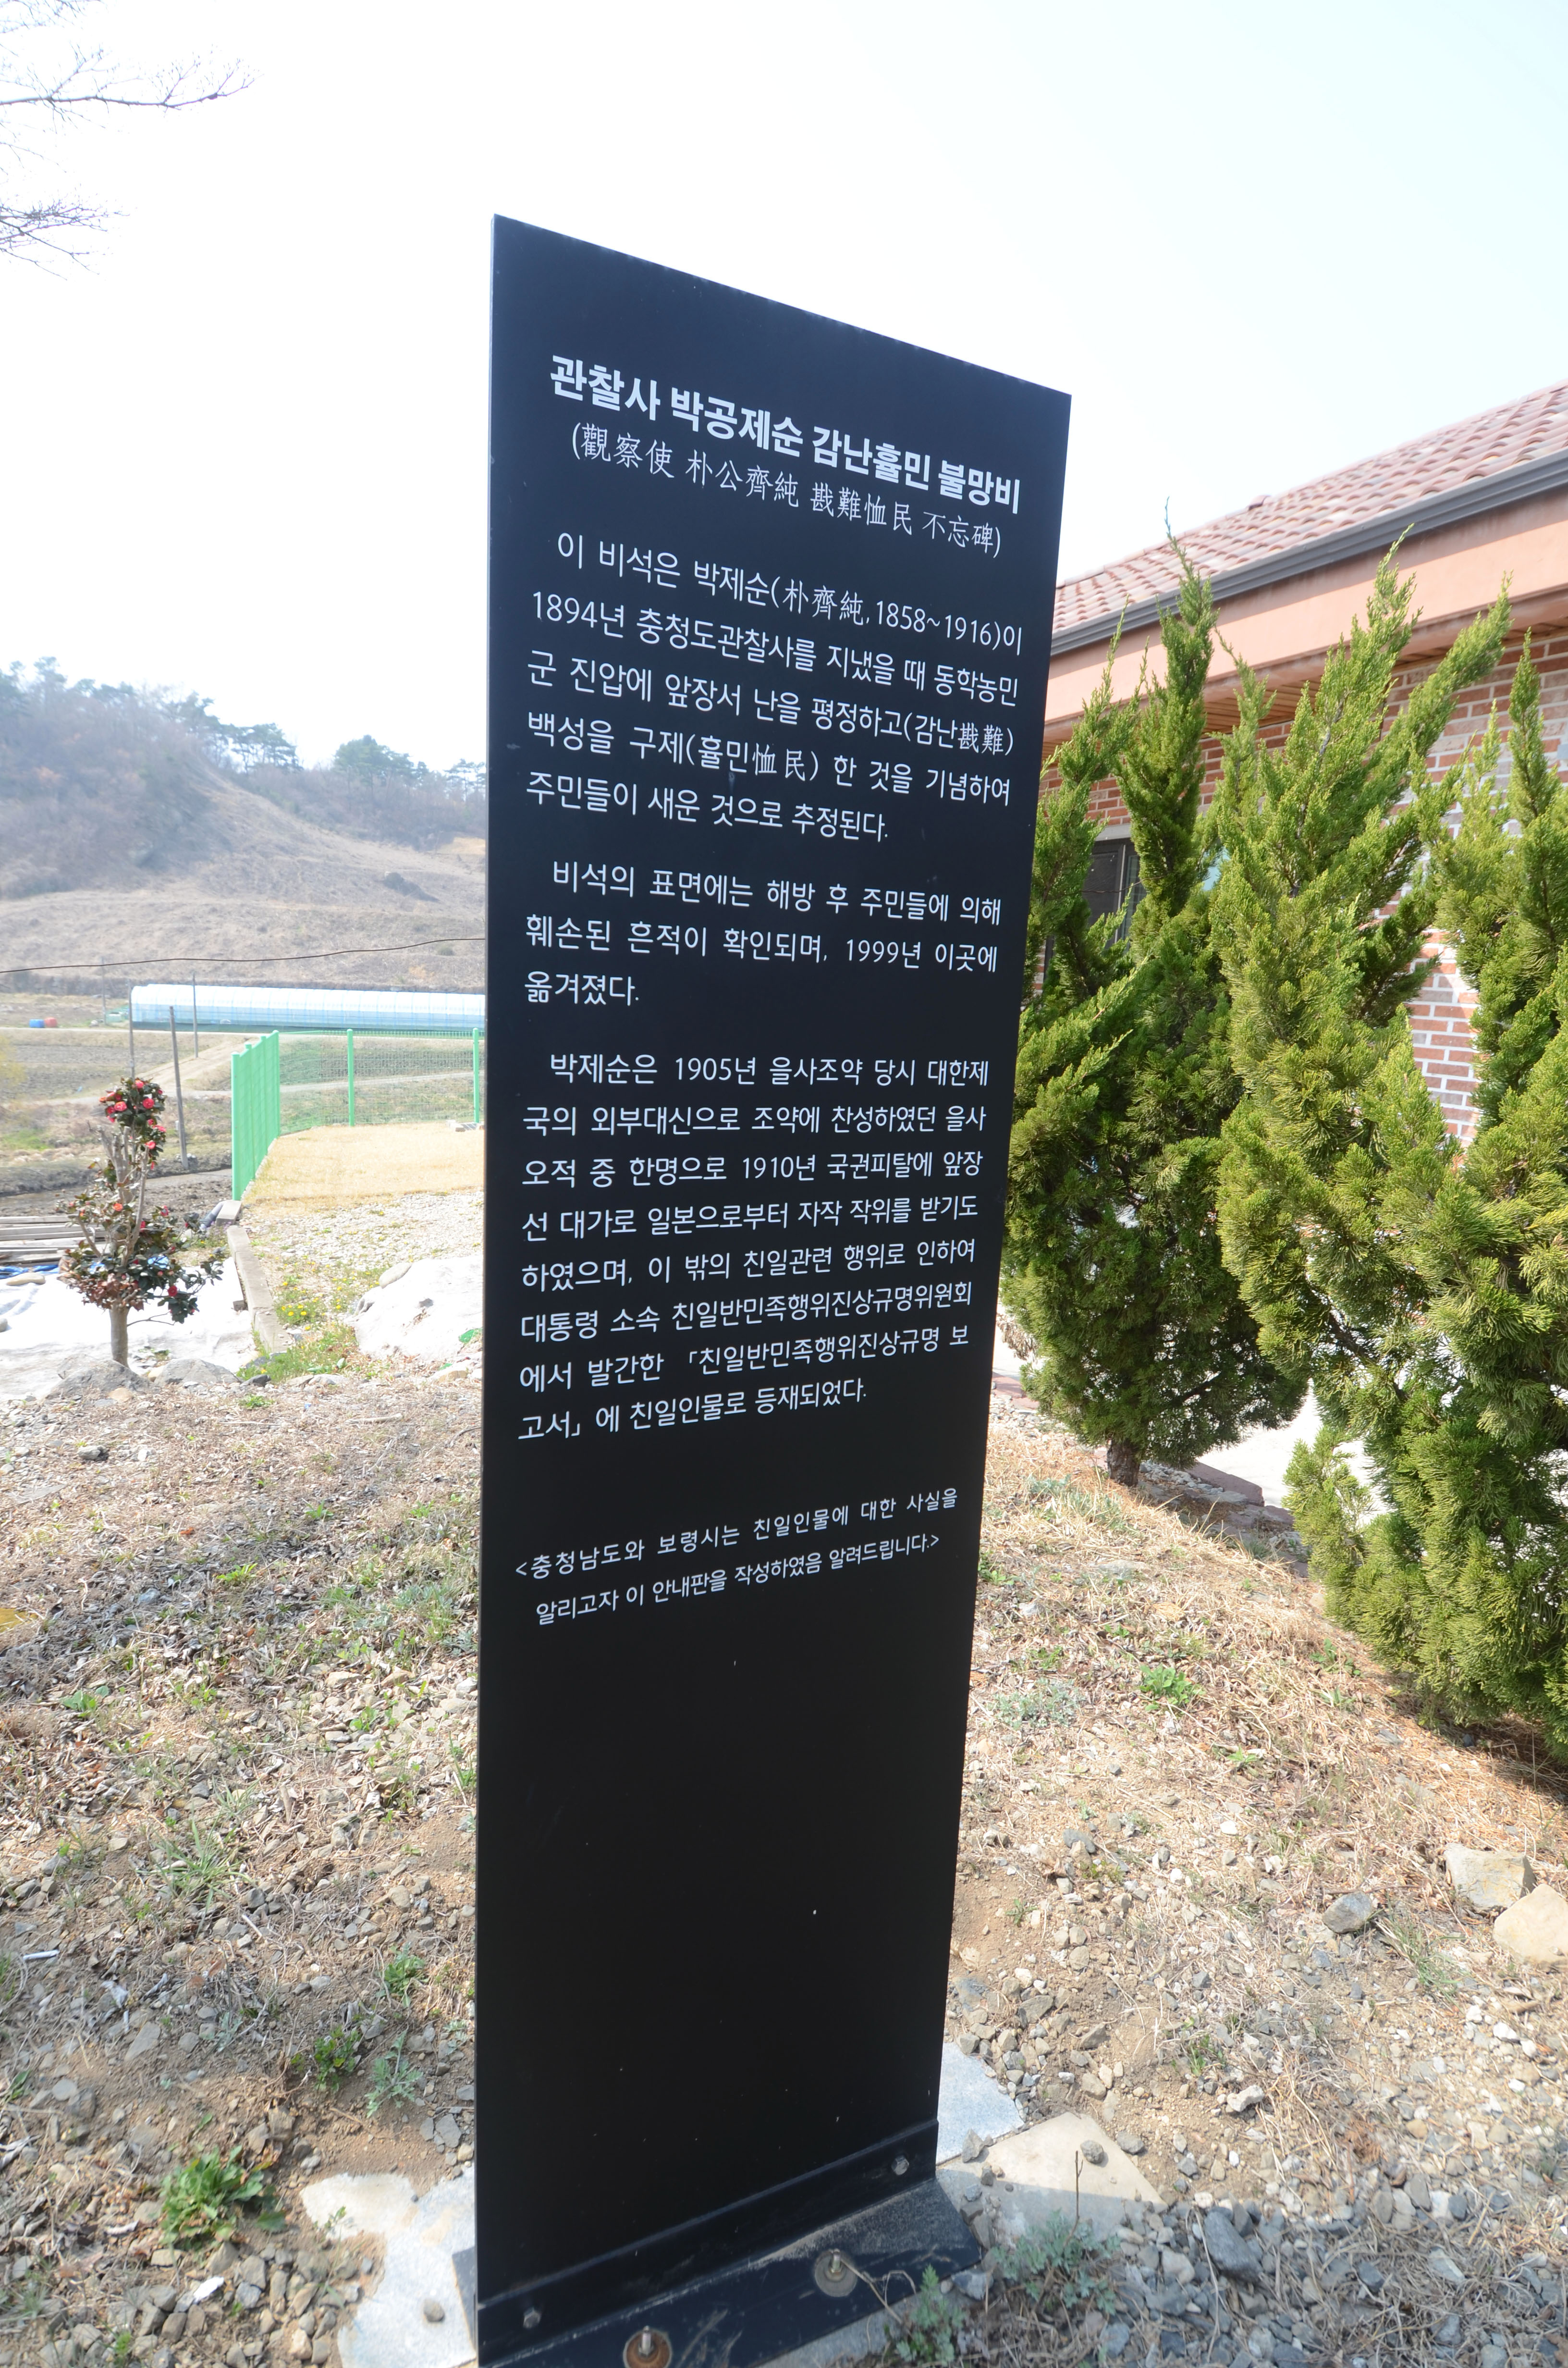 관찰사 박공제순 감난휼민 불망비
(觀察使 朴公齊純 戡難恤民 不忘碑)
이 비석은 박제순(朴齊純, 1858~1916)이
1894년 충청도관찰사를 지냈을 때 동학농민
군 진압에 앞장서 난을 평정하고(감난戡難)
백성을 구제(휼민恤民) 한 것을 기념하여
주민들이 새운 것으로 추정된다.
비석의 표면에는 해방 후 주민들에 의해
훼손된 흔적이 확인되며, 1999년 이곳에
옮겨졌다.
박제순은 1905년 을사조약 당시 대한제
국의 외부대신으로 조약에 찬성하였던 을사
오적 중 한명으로 1910년 국권피탈에 앞장
선 대가로 일본으로부터 자작 작위를 받기도
하였으며, 이 밖의 친일관련 행위로 인하여
대통령 소속 친일반민족행위진상규명위원회
에서 발간한 「친일반민족행위진상규명 보
고서」에 친일인물로 등재되었다.
<충청남도와 보령시는 친일인물에 대한 사실을
알리고자 이 안내판을 작성하였음 알려드립니다.>